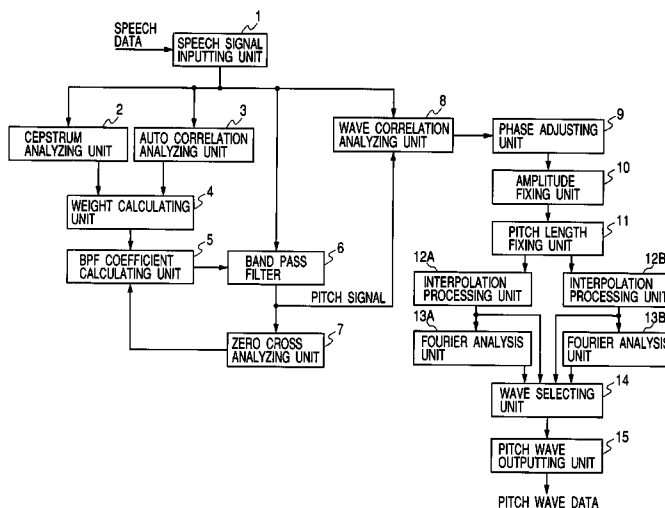 SPEECH
DATA
1
SPEECH SIGNAL
INPUTTING UNIT
2
CEPSTRUM
ANALYZING UNIT
3
AUTO CORRELATION
ANALYZING UNIT
4
WEIGHT CALCULATING
UNIT
5
BPF COEFFICIENT
CALCULATING UNIT
6
BAND PASS
FILTER
PITCH SIGNAL
7
ZERO CROSS
ANALYZING UNIT
8
WAVE CORRELATION
ANALYZING UNIT
9
PHASE ADJUSTING
UNIT
10
AMPLITUDE
FIXING UNIT
11
PITCH LENGTH
FIXING UNIT
12A
INTERPOLATION
PROCESSING UNIT
12B
INTERPOLATION
PROCESSING UNIT
13A
FOURIER ANALYSIS
UNIT
13B
FOURIER ANALYSIS
UNIT
14
WAVE SELECTING
UNIT
15
PITCH WAVE
OUTPUTTING UNIT
PITCH WAVE DATA